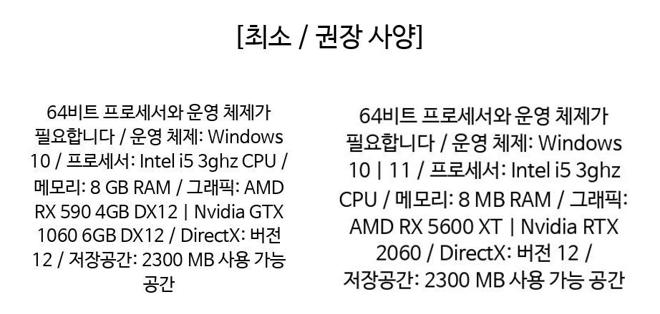 [최소 / 권장 사양]
64비트 프로세서와 운영 체제가
필요합니다 / 운영 체제: Windows
10 / 프로세서: Intel i5 3ghz CPU /
메모리: 8 GB RAM / 그래픽: AMD
RX 590 4GB DX12 | Nvidia GTX
1060 6GB DX12 / DirectX: 버전
12 / 저장공간: 2300 MB 사용 가능
공간
64비트 프로세서와 운영 체제가
필요합니다 / 운영 체제: Windows
10 | 11 / 프로세서: Intel i5 3ghz
CPU / 메모리: 8 MB RAM / 그래픽:
AMD RX 5600 XT | Nvidia RTX
2060 / DirectX: 버전 12 /
저장공간: 2300 MB 사용 가능 공간